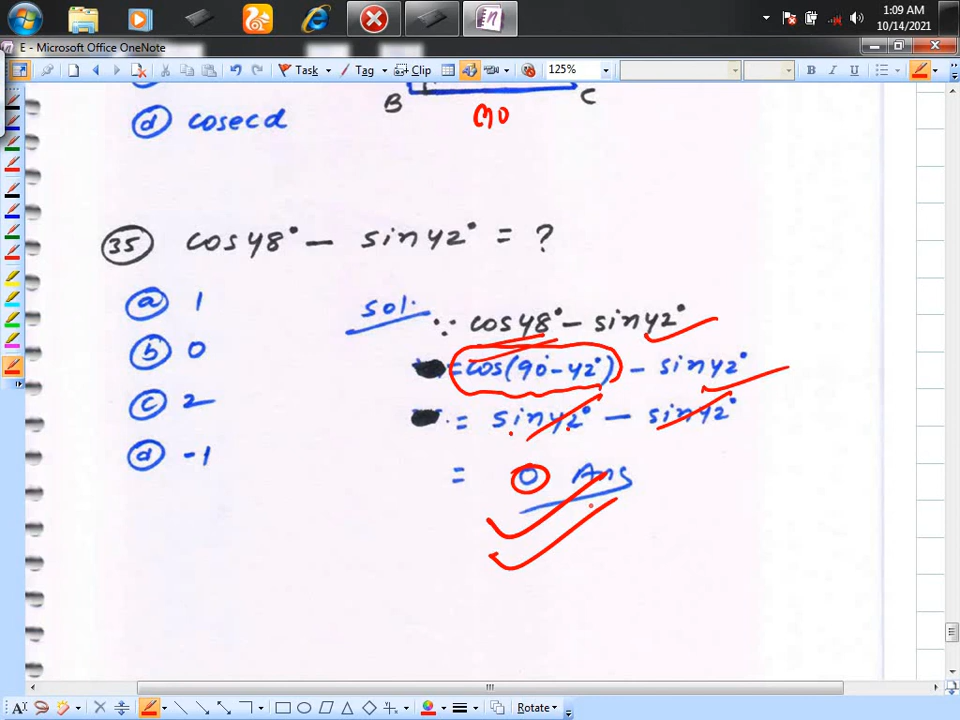 1:09 AM
10/14/2021
E - Microsoft Office OneNote
Task Tag Clip 125% B I U
B C
90
(d) cosecd
(35) cos48° - sin42° = ?
(a) 1
(b) 0
(c) 2
(d) -1
Sol.
∵ cos48° - sin42°
= cos(90° - 42°) - sin42°
= sin42° - sin42°
= 0 Ans
Rotate